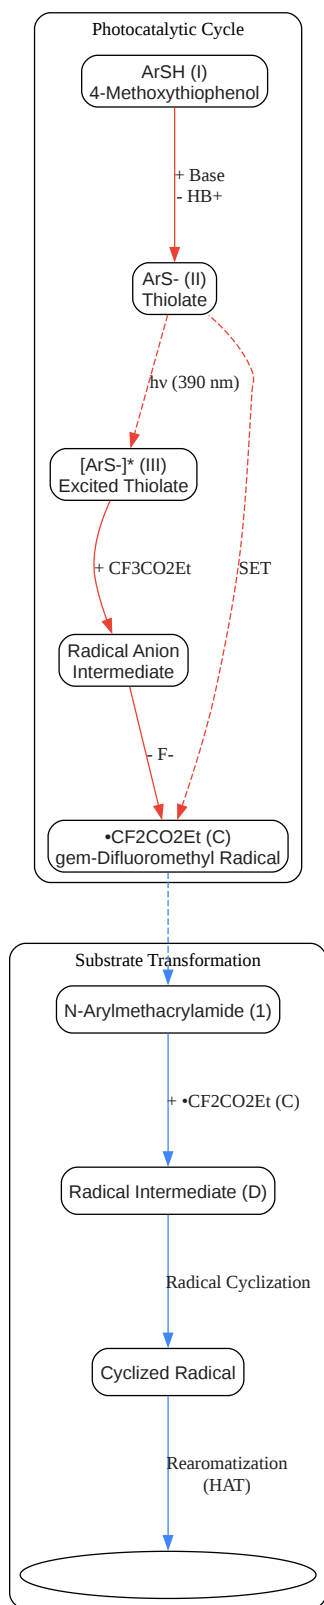 Photocatalytic Cycle
ArSH (I)
4-Methoxythiophenol
+ Base
- HB+
ArS- (II)
Thiolate
hν (390 nm)
[ArS-]* (III)
Excited Thiolate
+ CF3CO2Et
SET
Radical Anion
Intermediate
- F-
•CF2CO2Et (C)
gem-Difluoromethyl Radical
Substrate Transformation
N-Arylmethacrylamide (1)
+ •CF2CO2Et (C)
Radical Intermediate (D)
Radical Cyclization
Cyclized Radical
Rearomatization
(HAT)